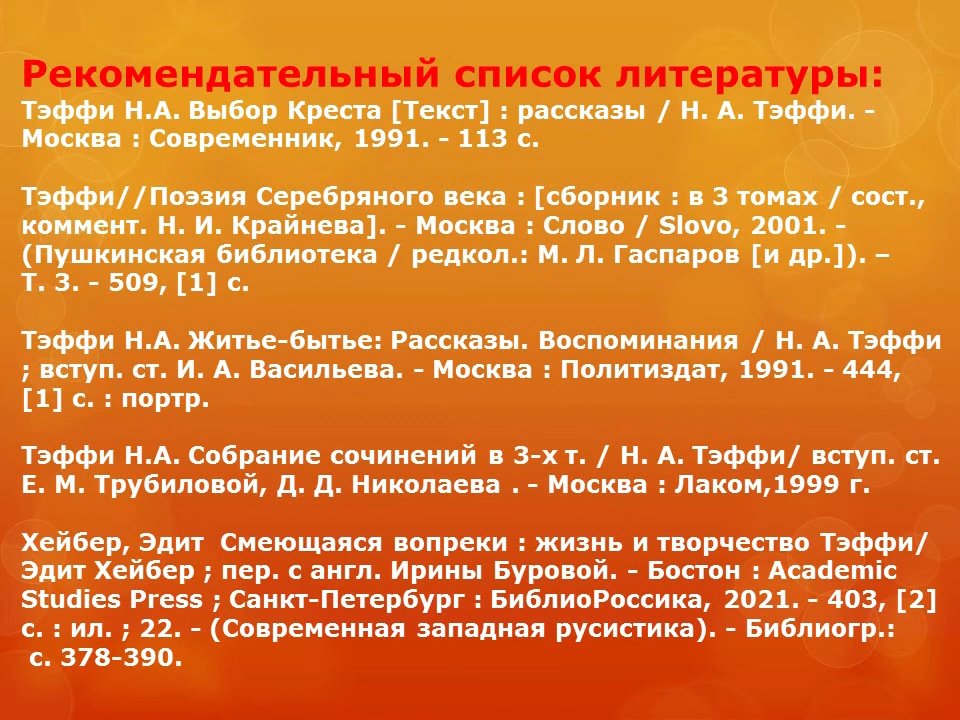 Рекомендательный список литературы:
Тэффи Н.А. Выбор Креста [Текст] : рассказы / Н. А. Тэффи. -
Москва : Современник, 1991. - 113 с.
Тэффи//Поэзия Серебряного века : [сборник : в 3 томах / сост.,
коммент. Н. И. Крайнева]. - Москва : Слово / Slovo, 2001. -
(Пушкинская библиотека / редкол.: М. Л. Гаспаров [и др.]). –
Т. 3. - 509, [1] с.
Тэффи Н.А. Житье-бытье: Рассказы. Воспоминания / Н. А. Тэффи
; вступ. ст. И. А. Васильева. - Москва : Политиздат, 1991. - 444,
[1] с. : портр.
Тэффи Н.А. Собрание сочинений в 3-х т. / Н. А. Тэффи/ вступ. ст.
Е. М. Трубиловой, Д. Д. Николаева . - Москва : Лаком,1999 г.
Хейбер, Эдит  Смеющаяся вопреки : жизнь и творчество Тэффи/
Эдит Хейбер ; пер. с англ. Ирины Буровой. - Бостон : Academic
Studies Press ; Санкт-Петербург : БиблиоРоссика, 2021. - 403, [2]
с. : ил. ; 22. - (Современная западная русистика). - Библиогр.:
с. 378-390.